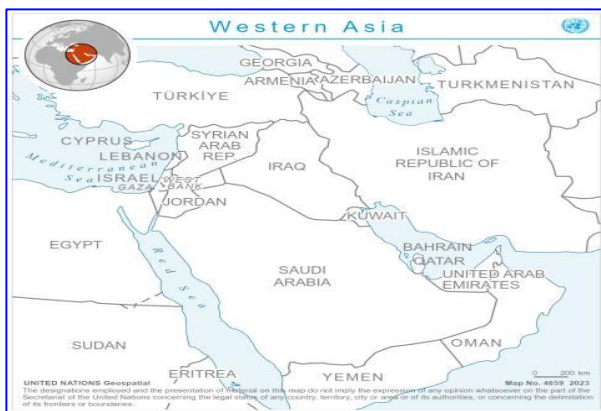 Western Asia
GEORGIA
ARMENIA
AZERBAIJAN
TURKMENISTAN
TÜRKİYE
Caspian
Sea
CYPRUS
SYRIAN
ARAB
REP.
LEBANON
Mediterranean
Sea
ISRAEL
WEST
BANK
GAZA
IRAQ
ISLAMIC
REPUBLIC OF
IRAN
JORDAN
KUWAIT
EGYPT
Red Sea
SAUDI
ARABIA
BAHRAIN
QATAR
UNITED ARAB
EMIRATES
SUDAN
OMAN
ERITREA
YEMEN
0 200 km
UNITED NATIONS Geospatial
Map No. 4659 2023
The designations employed and the presentation of material on this map do not imply the expression of any opinion whatsoever on the part of the
Secretariat of the United Nations concerning the legal status of any country, territory, city or area or of its authorities, or concerning the delimitation
of its frontiers or boundaries.